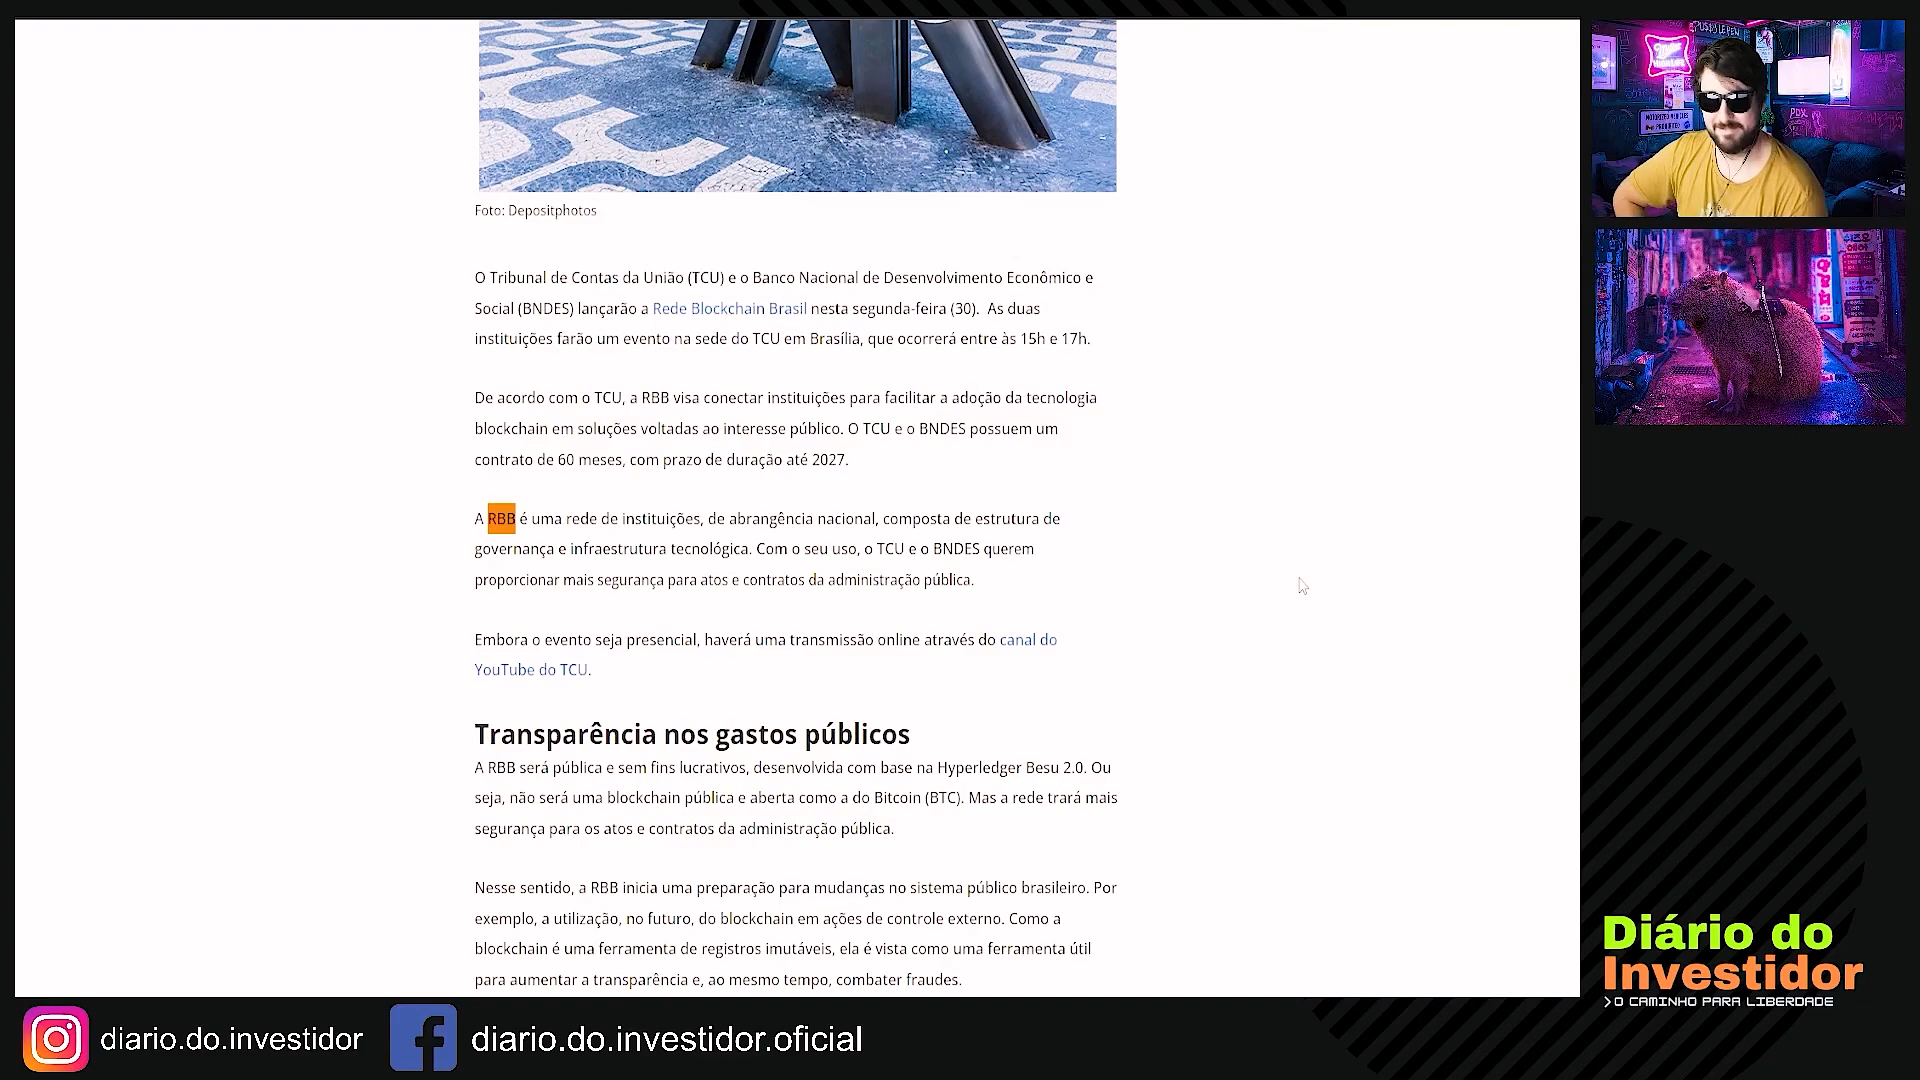 Foto: Depositphotos
O Tribunal de Contas da União (TCU) e o Banco Nacional de Desenvolvimento Econômico e
Social (BNDES) lançarão a Rede Blockchain Brasil nesta segunda-feira (30). As duas
instituições farão um evento na sede do TCU em Brasília, que ocorrerá entre às 15h e 17h.
De acordo com o TCU, a RBB visa conectar instituições para facilitar a adoção da tecnologia
blockchain em soluções voltadas ao interesse público. O TCU e o BNDES possuem um
contrato de 60 meses, com prazo de duração até 2027.
A RBB é uma rede de instituições, de abrangência nacional, composta de estrutura de
governança e infraestrutura tecnológica. Com o seu uso, o TCU e o BNDES querem
proporcionar mais segurança para atos e contratos da administração pública.
Embora o evento seja presencial, haverá uma transmissão online através do canal do
YouTube do TCU.
Transparência nos gastos públicos
A RBB será pública e sem fins lucrativos, desenvolvida com base na Hyperledger Besu 2.0. Ou
seja, não será uma blockchain pública e aberta como a do Bitcoin (BTC). Mas a rede trará mais
segurança para os atos e contratos da administração pública.
Nesse sentido, a RBB inicia uma preparação para mudanças no sistema público brasileiro. Por
exemplo, a utilização, no futuro, do blockchain em ações de controle externo. Como a
blockchain é uma ferramenta de registros imutáveis, ela é vista como uma ferramenta útil
para aumentar a transparência e, ao mesmo tempo, combater fraudes.
MOTORIZED VEHICLES
PROHIBITED
PDX
Diário do
Investidor
>O CAMINHO PARA LIBERDADE
diario.do.investidor
diario.do.investidor.oficial